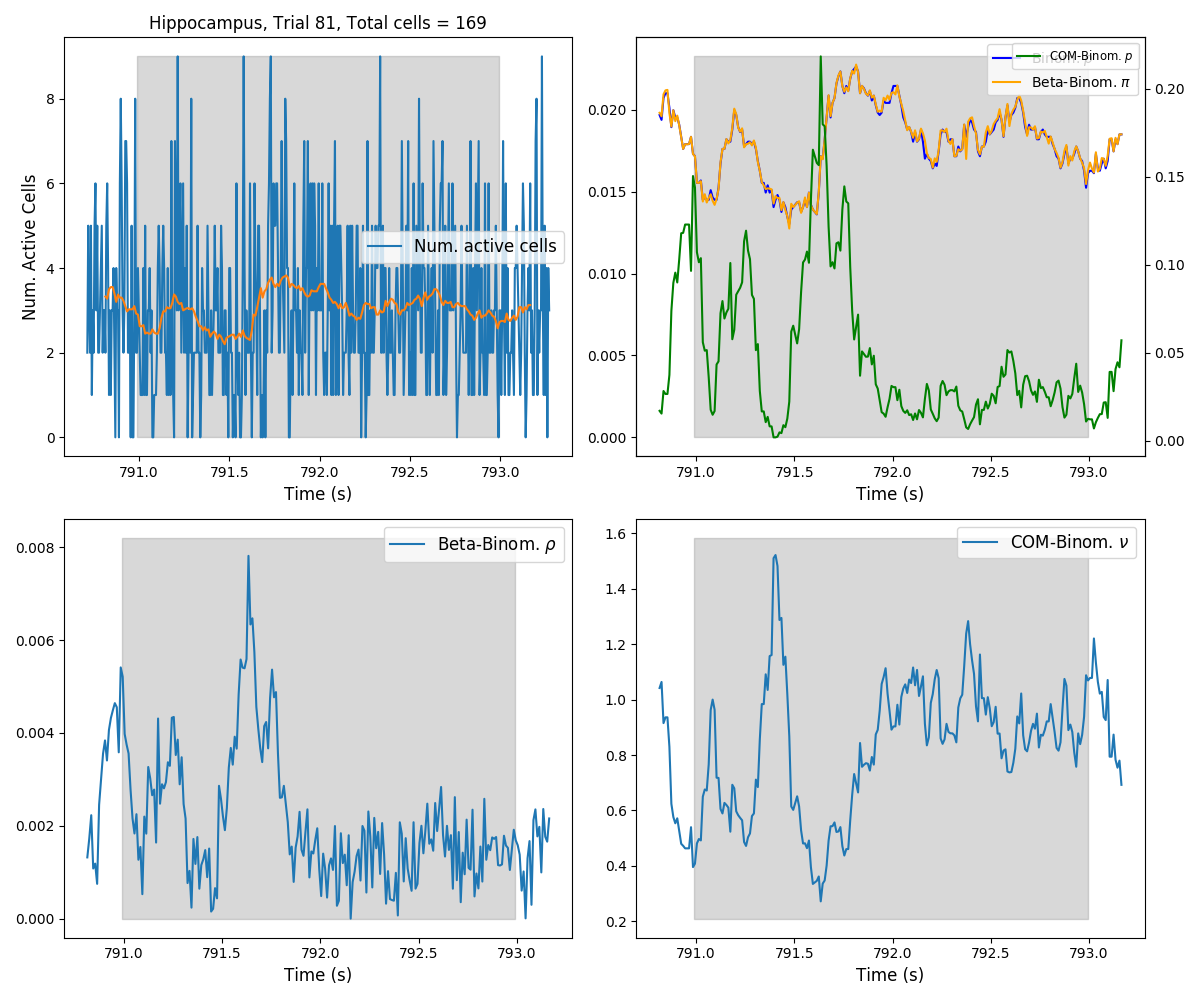 Hippocampus, Trial 81, Total cells = 169
Num. Active Cells
8
6
4
2
0
Num. active cells
791.0 791.5 792.0 792.5 793.0
Time (s)
0.020
0.015
0.010
0.005
0.000
COM-Binom. p
Beta-Binom. π
0.20
0.15
0.10
0.05
0.00
791.0 791.5 792.0 792.5 793.0
Time (s)
0.008
0.006
0.004
0.002
0.000
Beta-Binom. ρ
791.0 791.5 792.0 792.5 793.0
Time (s)
1.6
1.4
1.2
1.0
0.8
0.6
0.4
0.2
COM-Binom. ν
791.0 791.5 792.0 792.5 793.0
Time (s)